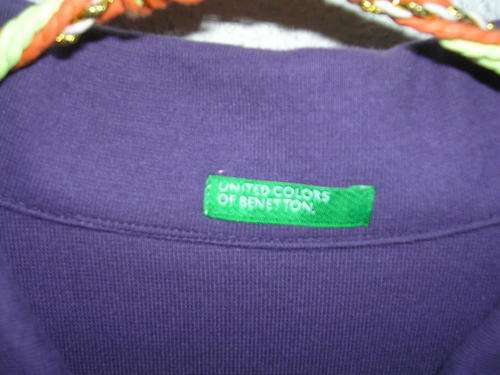 UNITED COLORS
OF BENETTON.